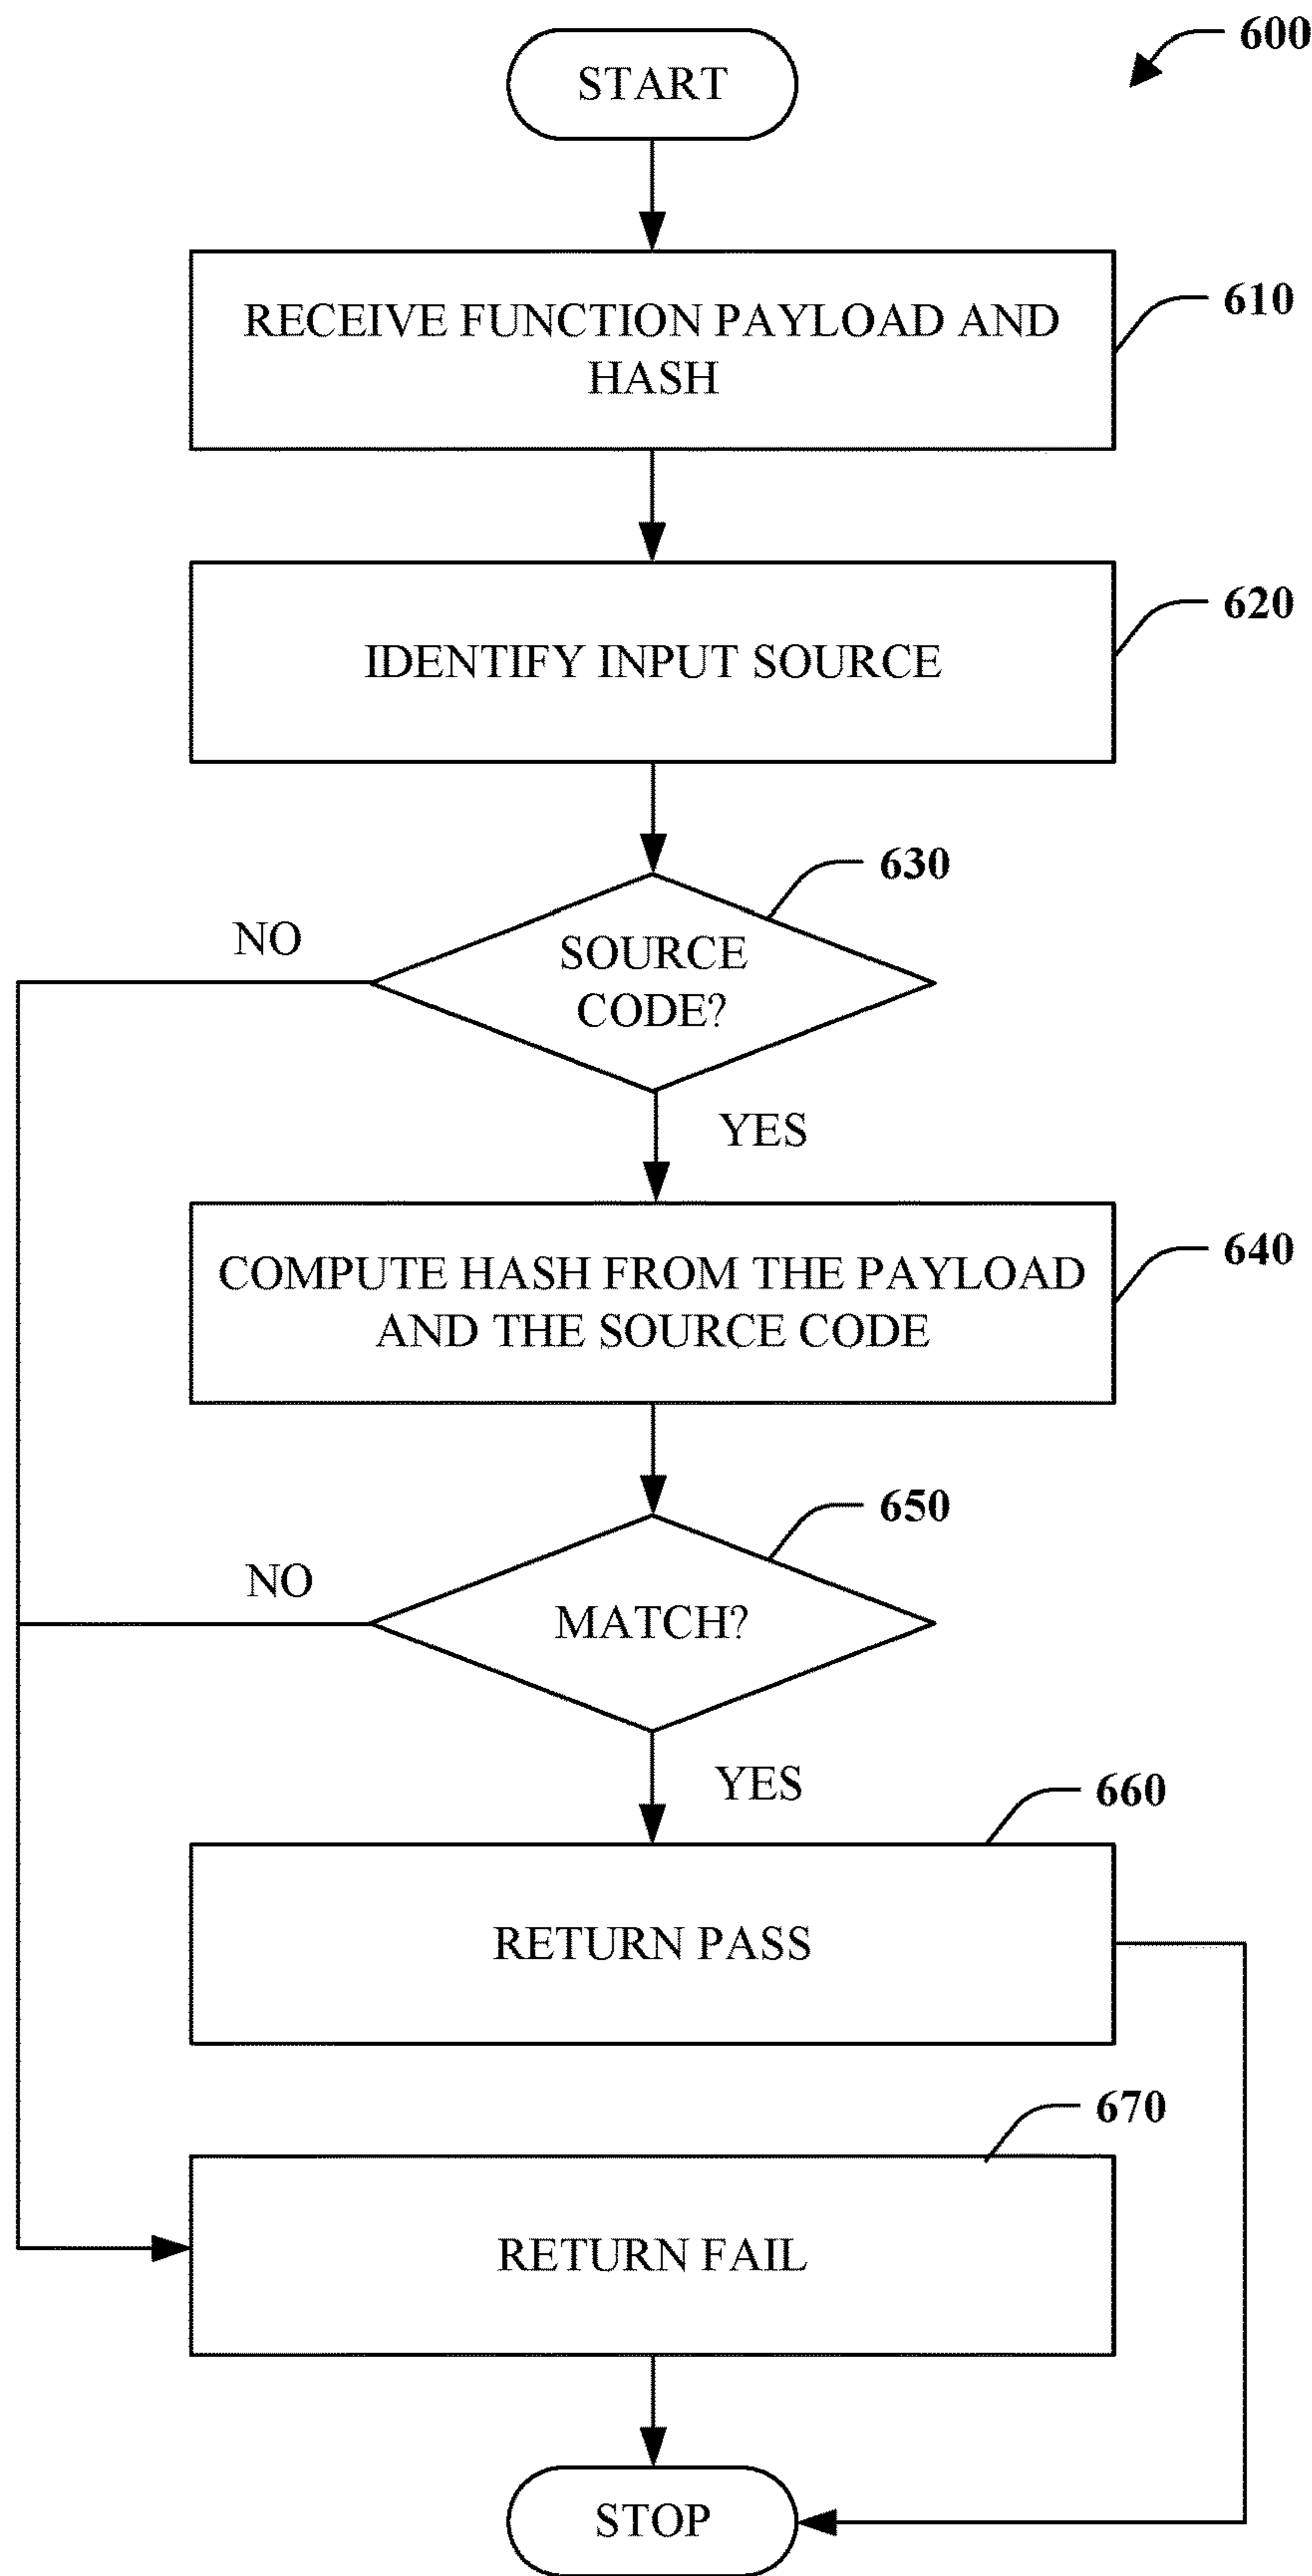 600
START
RECEIVE FUNCTION PAYLOAD AND
HASH
610
IDENTIFY INPUT SOURCE
620
630
NO
SOURCE
CODE?
YES
COMPUTE HASH FROM THE PAYLOAD
AND THE SOURCE CODE
640
650
NO
MATCH?
YES
660
RETURN PASS
670
RETURN FAIL
STOP